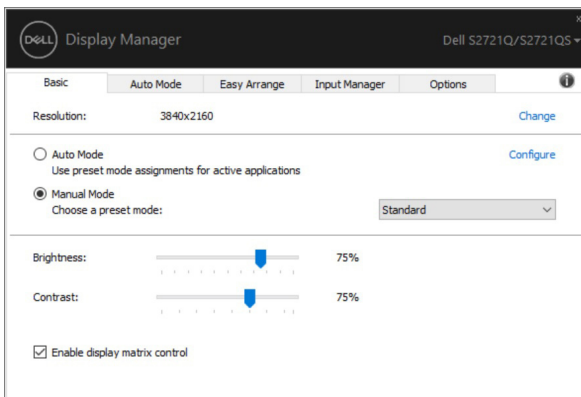 DELL Display Manager
Dell S2721Q/S2721QS
Basic Auto Mode Easy Arrange Input Manager Options
Resolution: 3840x2160 Change
Auto Mode Configure
Use preset mode assignments for active applications
Manual Mode
Choose a preset mode: Standard
Brightness: 75%
Contrast: 75%
Enable display matrix control